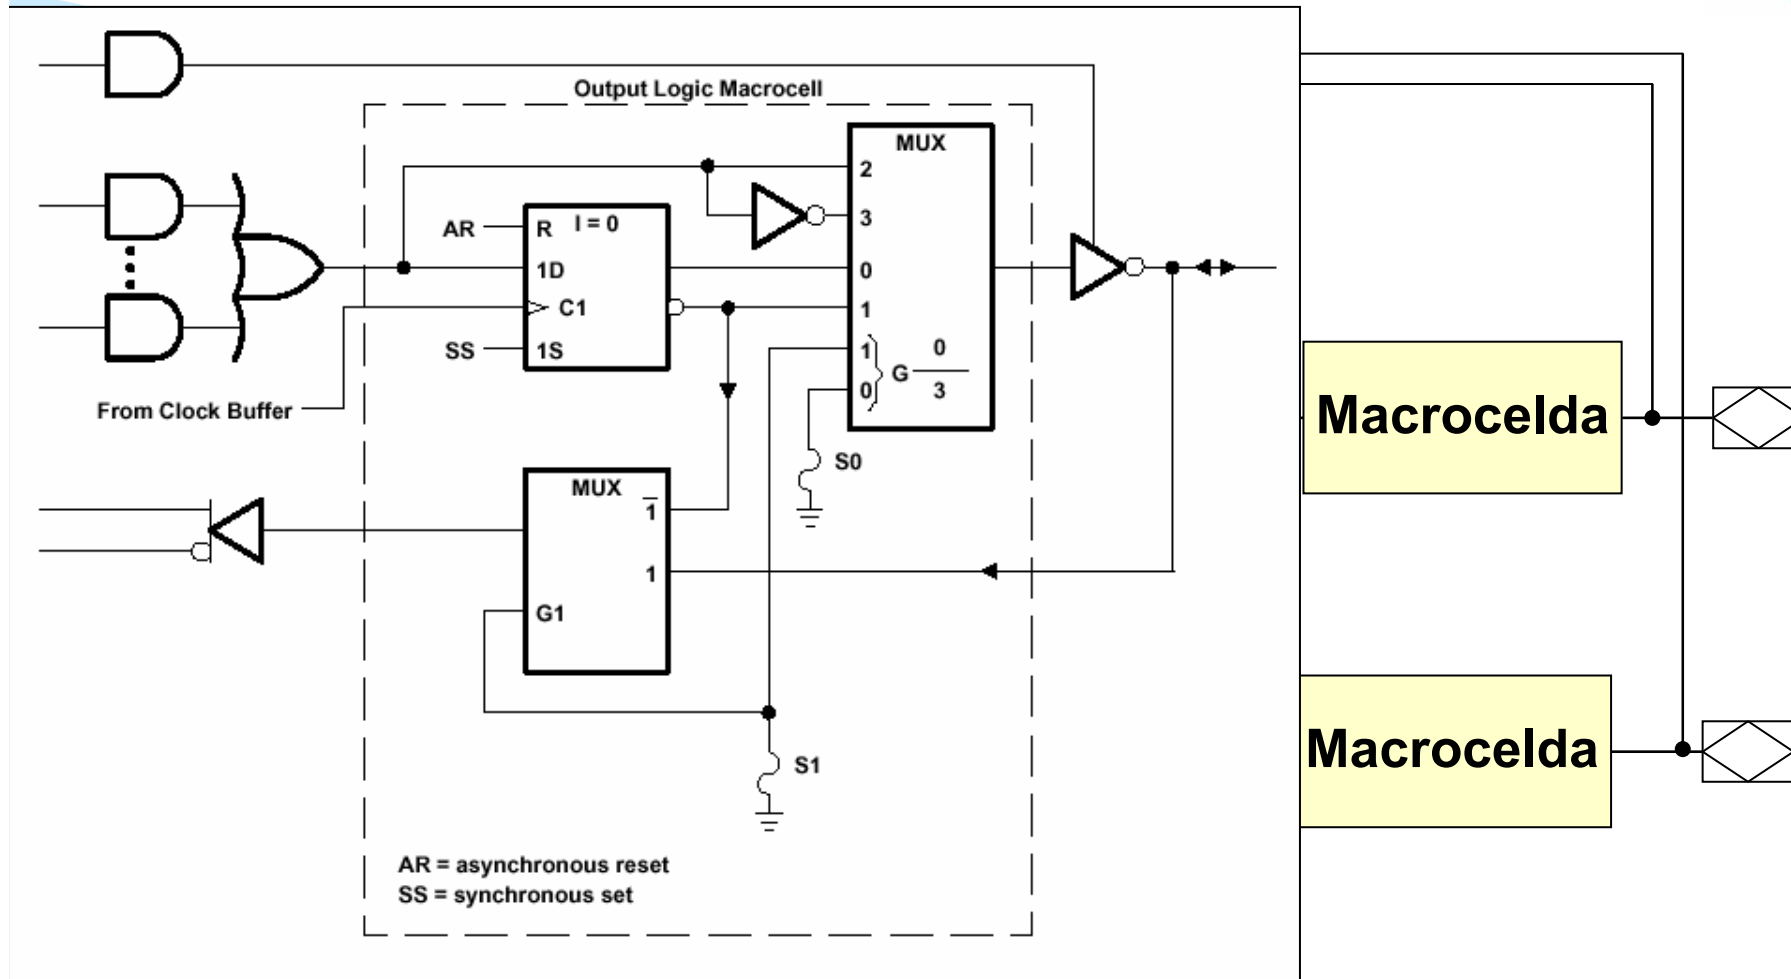 Output Logic Macrocell
MUX
2
3
AR
R
I = 0
1D
0
C1
1
SS
1S
1
0
G
0
3
From Clock Buffer
S0
MUX
1
1
G1
S1
AR = asynchronous reset
SS = synchronous set
Macrocelda
Macrocelda